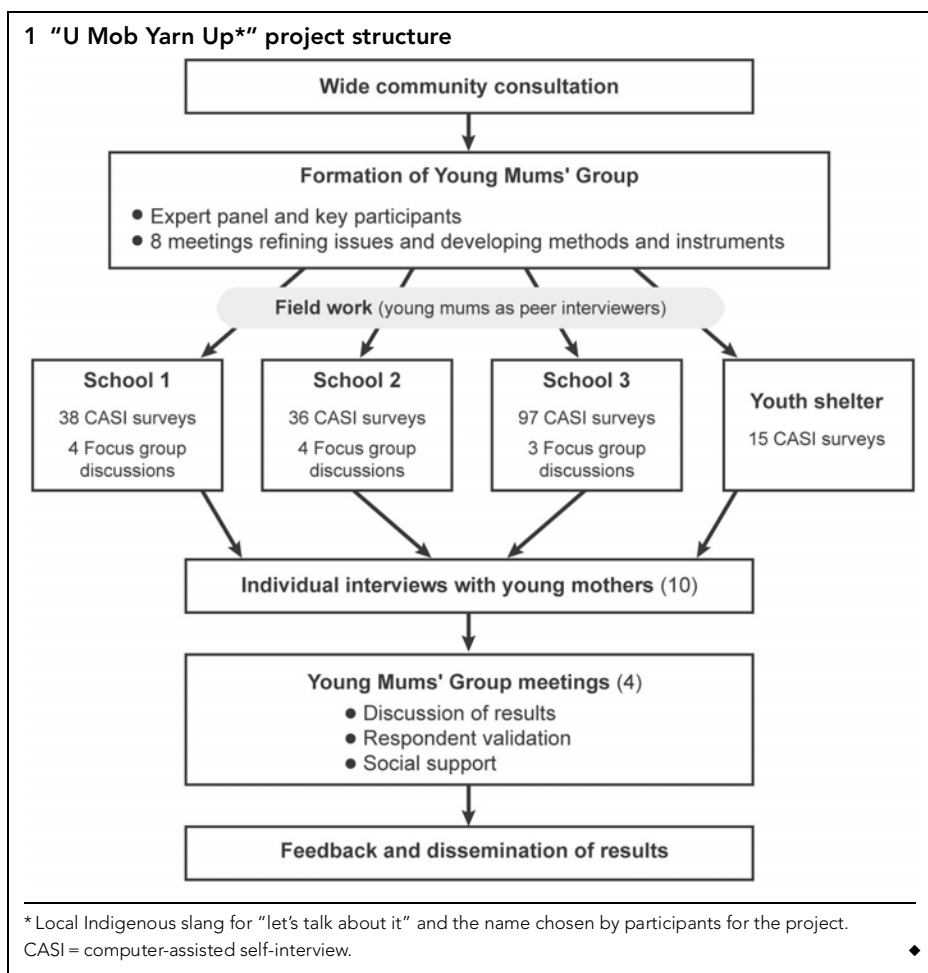 1 "U Mob Yarn Up*" project structure
Wide community consultation
Formation of Young Mums' Group
● Expert panel and key participants
● 8 meetings refining issues and developing methods and instruments
Field work (young mums as peer interviewers)
School 1
38 CASI surveys
4 Focus group
discussions
School 2
36 CASI surveys
4 Focus group
discussions
School 3
97 CASI surveys
3 Focus group
discussions
Youth shelter
15 CASI surveys
Individual interviews with young mothers (10)
Young Mums' Group meetings (4)
● Discussion of results
● Respondent validation
● Social support
Feedback and dissemination of results
* Local Indigenous slang for "let's talk about it" and the name chosen by participants for the project.
CASI = computer-assisted self-interview. ◆